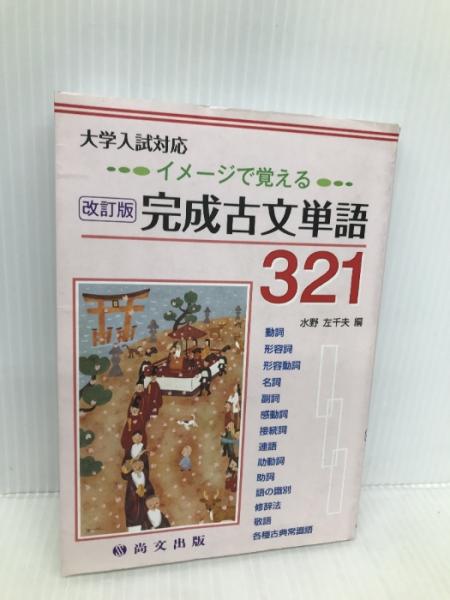 大学入試対応
イメージで覚える
改訂版 完成古文単語
321
水野 左千夫 編
動詞
形容詞
形容動詞
名詞
副詞
感動詞
接続詞
連語
助動詞
助詞
語の識別
修辞法
敬語
各種古典常識語
尚文出版